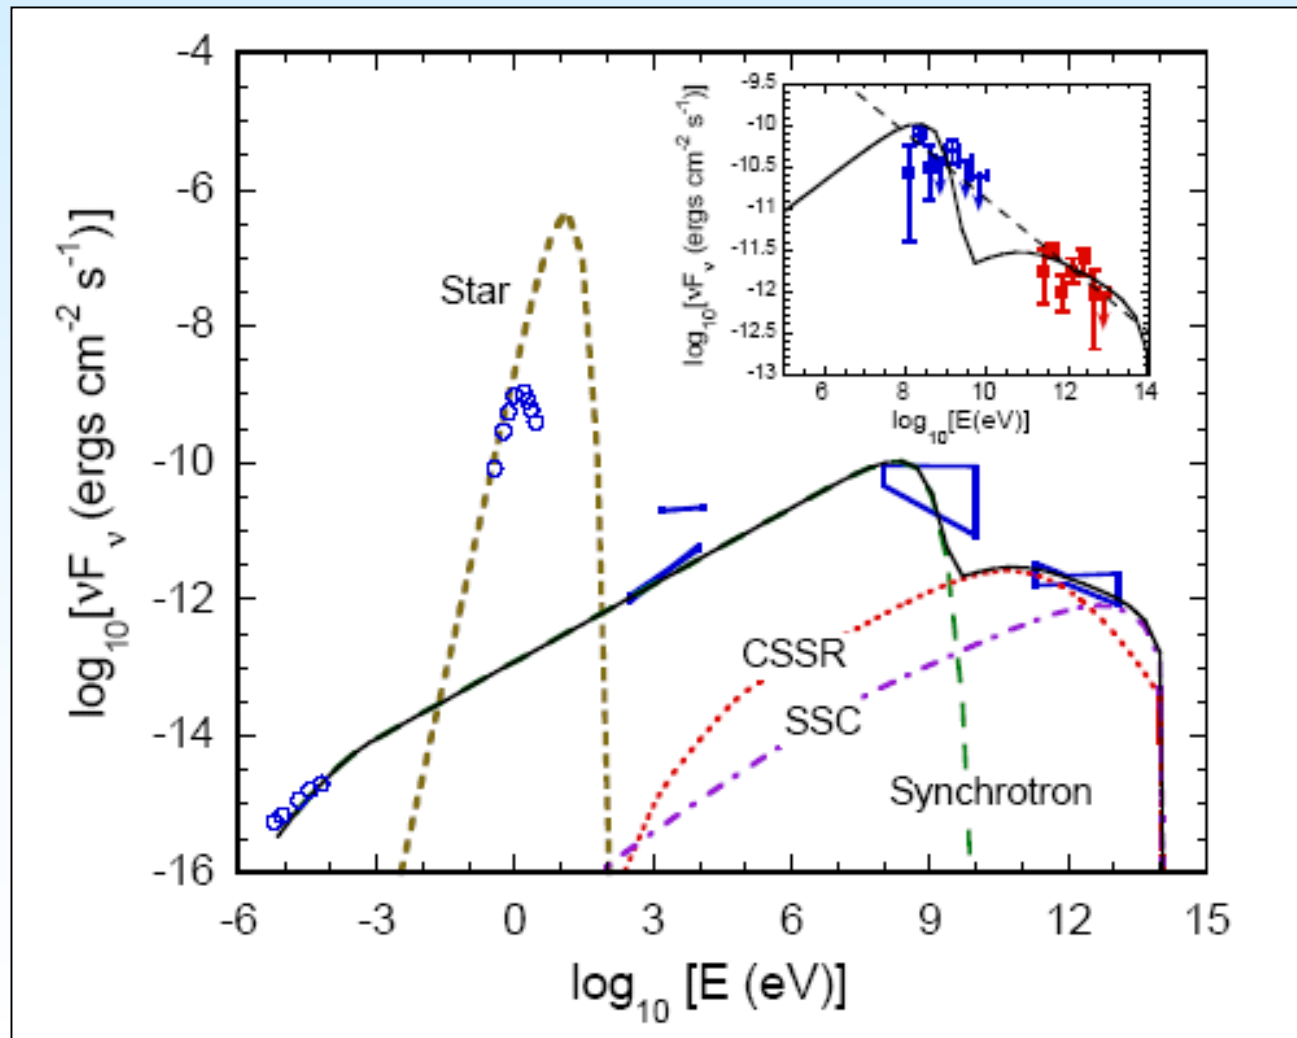 -4
-6
-8
-10
-12
-14
-16
-6 -3 0 3 6 9 12 15
log₁₀[νFᵥ (ergs cm⁻² s⁻¹)]
log₁₀ [E (eV)]
Star
CSSR
SSC
Synchrotron
-9.5
-10
-10.5
-11
-11.5
-12
-12.5
-13
6 8 10 12 14
log₁₀[νFᵥ (ergs cm⁻² s⁻¹)]
log₁₀[E(eV)]